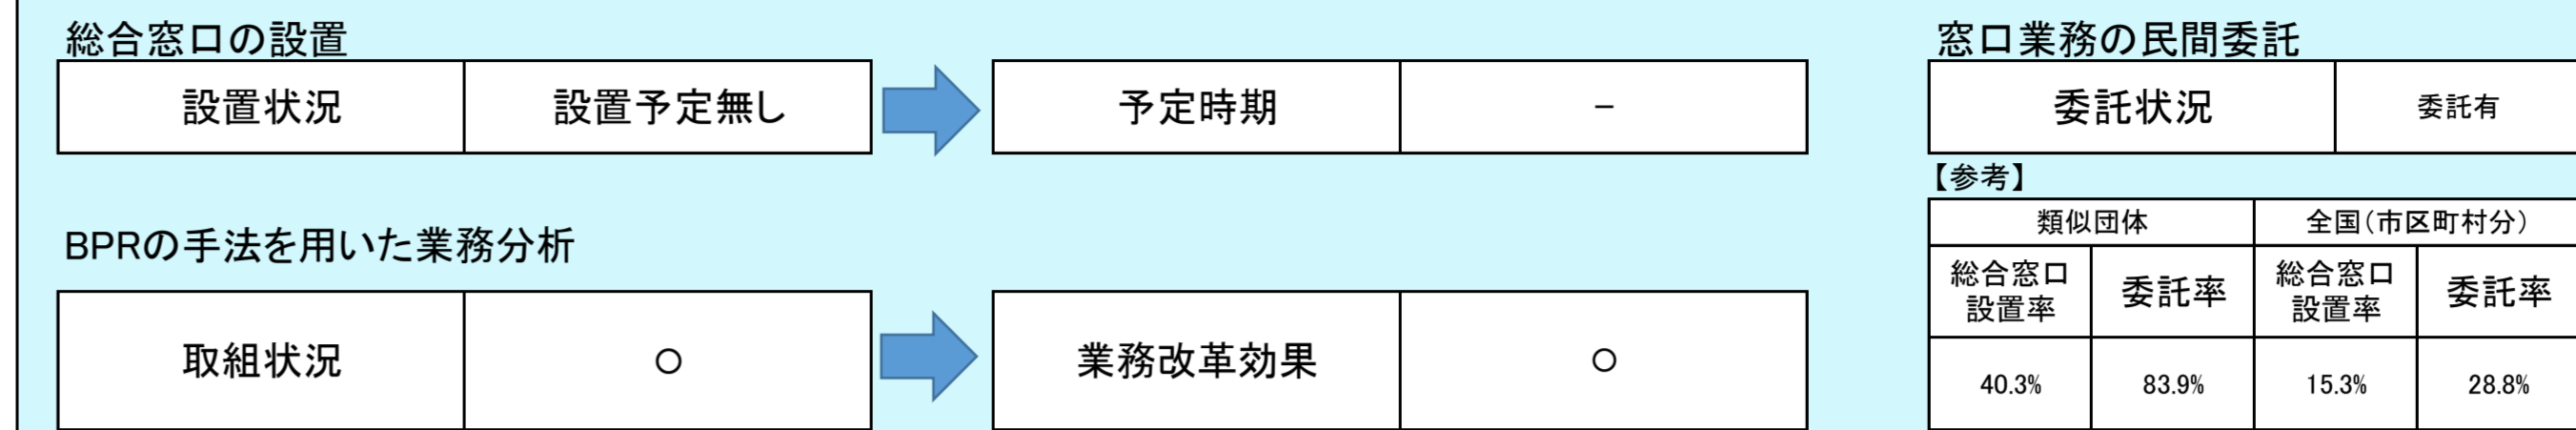 総合窓口の設置
設置状況 設置予定無し 予定時期 －
BPRの手法を用いた業務分析
取組状況 ○ 業務改革効果 ○
窓口業務の民間委託
委託状況 委託有
【参考】
類似団体 全国（市区町村分）
総合窓口
設置率 委託率 総合窓口
設置率 委託率
40.3% 83.9% 15.3% 28.8%